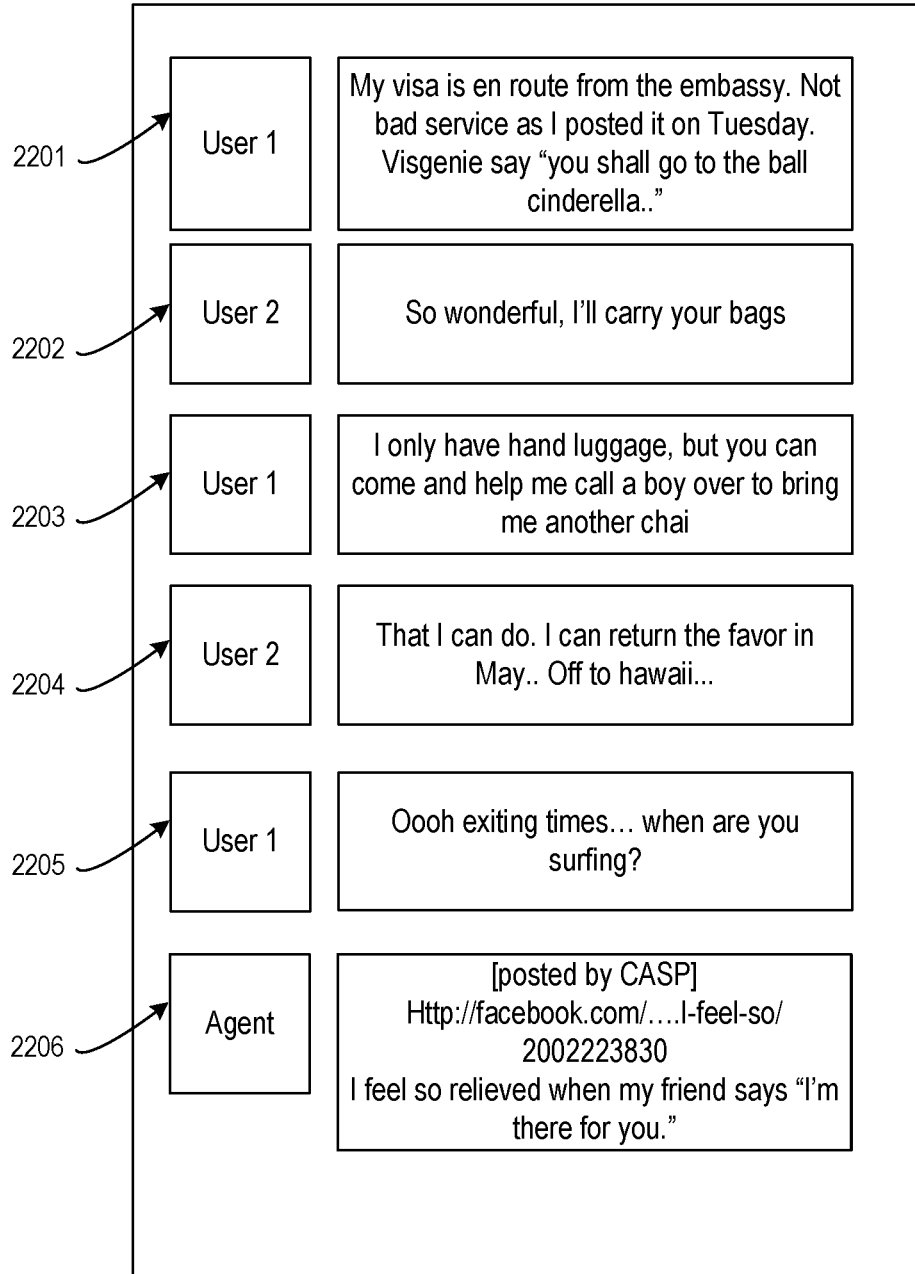 2201
User 1
My visa is en route from the embassy. Not
bad service as I posted it on Tuesday.
Visgenie say “you shall go to the ball
cinderella..”
2202
User 2
So wonderful, I’ll carry your bags
2203
User 1
I only have hand luggage, but you can
come and help me call a boy over to bring
me another chai
2204
User 2
That I can do. I can return the favor in
May.. Off to hawaii...
2205
User 1
Oooh exiting times… when are you
surfing?
2206
Agent
[posted by CASP]
Http://facebook.com/….I-feel-so/
2002223830
I feel so relieved when my friend says “I’m
there for you.”